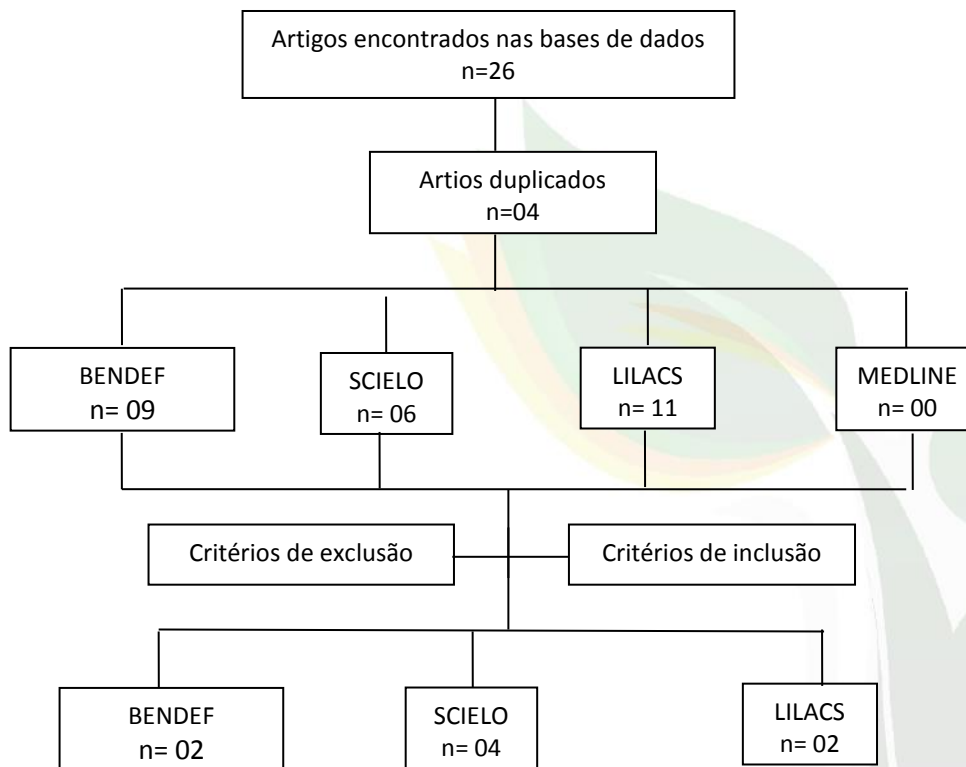 Artigos encontrados nas bases de dados
n=26
Artios duplicados
n=04
BENDEF
n= 09
SCIELO
n= 06
LILACS
n= 11
MEDLINE
n= 00
Critérios de exclusão
Critérios de inclusão
BENDEF
n= 02
SCIELO
n= 04
LILACS
n= 02